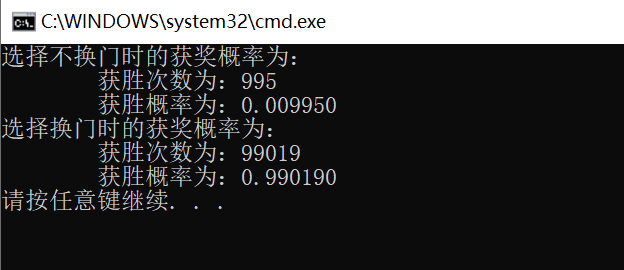 C:\WINDOWS\system32\cmd.exe
选择不换门时的获奖概率为：
获胜次数为：995
获胜概率为：0.009950
选择换门时的获奖概率为：
获胜次数为：99019
获胜概率为：0.990190
请按任意键继续. . .